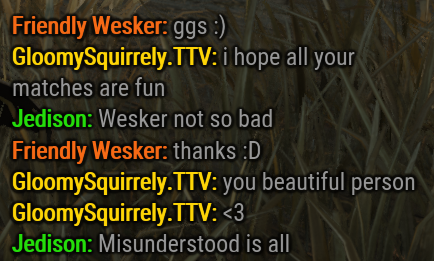 Friendly Wesker: ggs :)
GloomySquirrely.TTV: i hope all your
matches are fun
Jedison: Wesker not so bad
Friendly Wesker: thanks :D
GloomySquirrely.TTV: you beautiful person
GloomySquirrely.TTV: <3
Jedison: Misunderstood is all